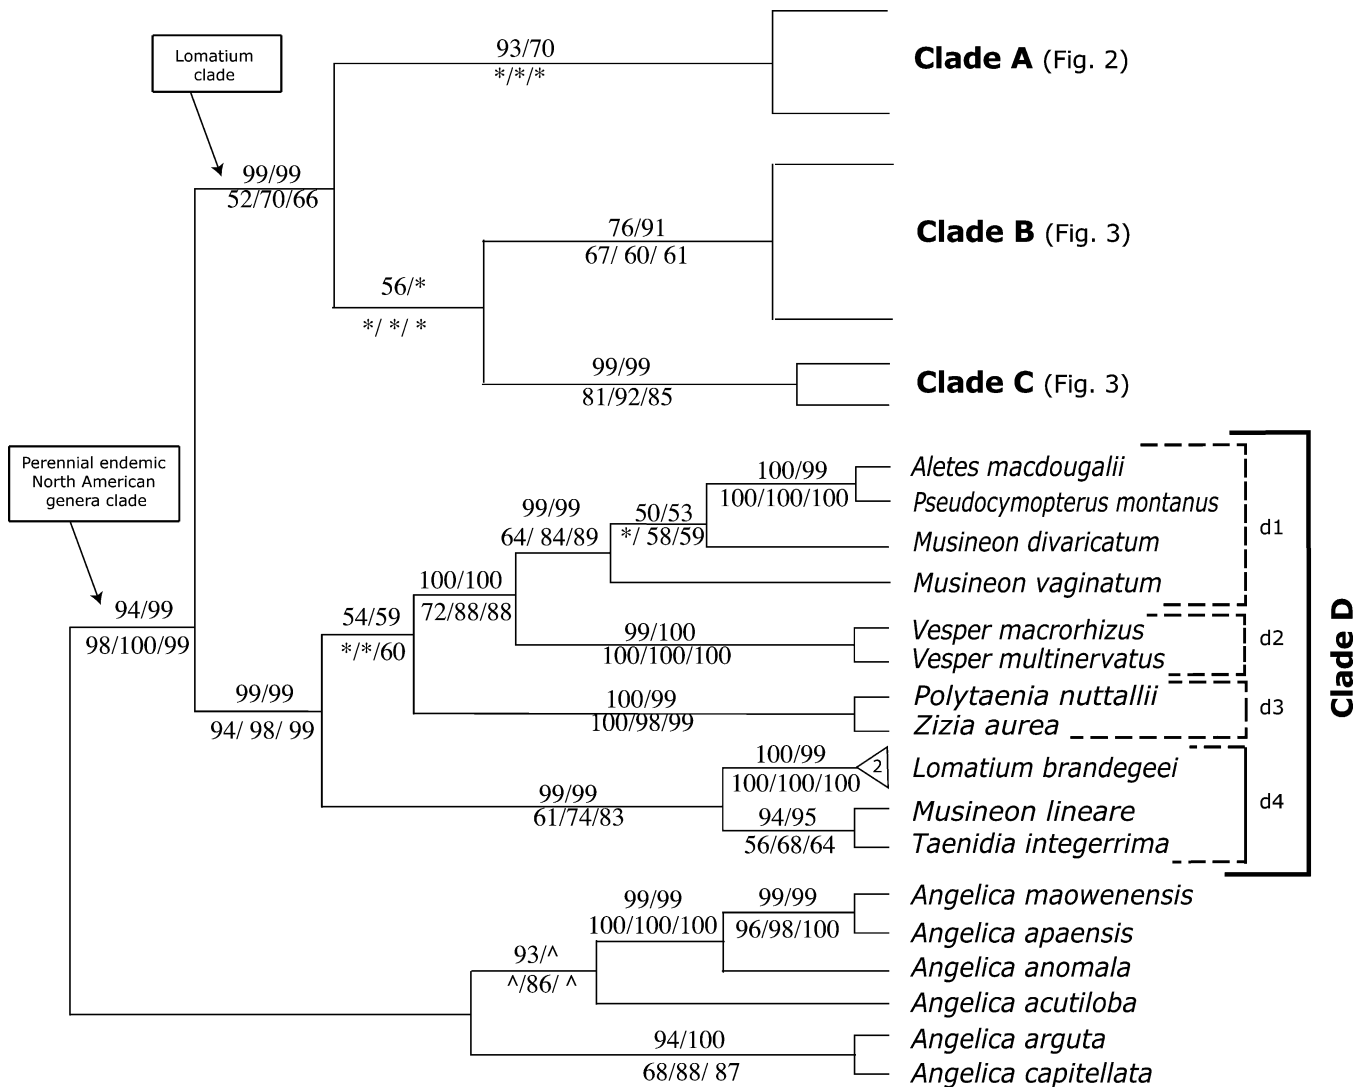 Lomatium
clade
93/70
*/*/*
Clade A (Fig. 2)
99/99
52/70/66
76/91
67/ 60/ 61
Clade B (Fig. 3)
56/*
*/ */ *
99/99
81/92/85
Clade C (Fig. 3)
Perennial endemic
North American
genera clade
94/99
98/100/99
100/99
100/100/100
Aletes macdougalii
Pseudocymopterus montanus
99/99
64/ 84/89
50/53
*/ 58/59
Musineon divaricatum
Musineon vaginatum
d1
100/100
72/88/88
54/59
*/*/60
99/100
100/100/100
Vesper macrorhizus
Vesper multinervatus
d2
99/99
94/ 98/ 99
100/99
100/98/99
Polytaenia nuttallii
Zizia aurea
d3
Clade D
100/99
100/100/100
2
Lomatium brandegeei
99/99
61/74/83
94/95
56/68/64
Musineon lineare
Taenidia integerrima
d4
99/99
100/100/100
99/99
96/98/100
Angelica maowenensis
Angelica apaensis
93/^
^/86/ ^
Angelica anomala
Angelica acutiloba
94/100
68/88/ 87
Angelica arguta
Angelica capitellata